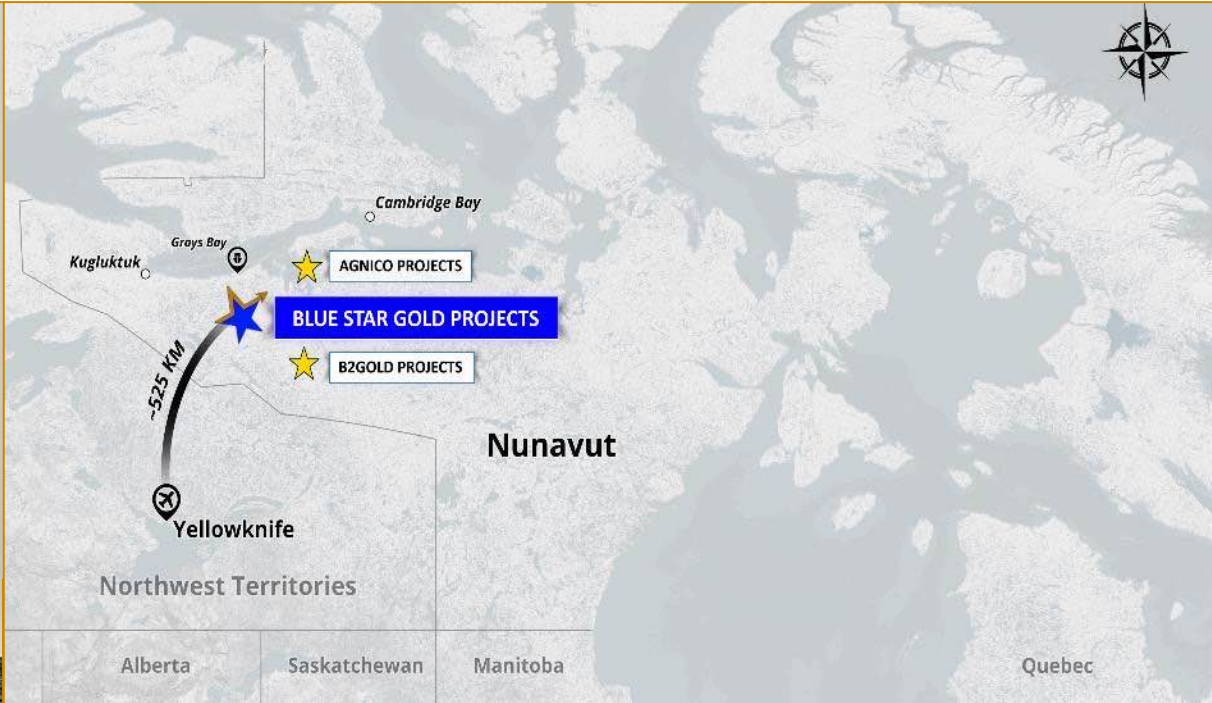 Cambridge Bay
Grays Bay
Kugluktuk
AGNICO PROJECTS
BLUE STAR GOLD PROJECTS
~525 KM
B2GOLD PROJECTS
Nunavut
Yellowknife
Northwest Territories
Alberta
Saskatchewan
Manitoba
Quebec